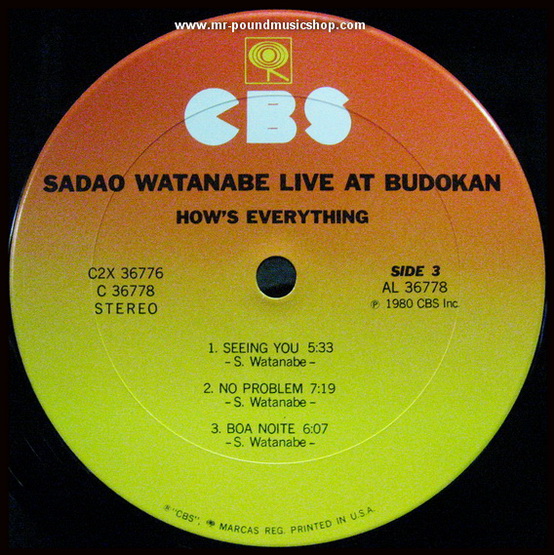 www.mr-poundmusicshop.com
CBS
SADAO WATANABE LIVE AT BUDOKAN
HOW'S EVERYTHING
C2X 36776
C 36778
STEREO
SIDE 3
AL 36778
℗ 1980 CBS Inc.
1. SEEING YOU 5:33
- S. Watanabe -
2. NO PROBLEM 7:19
- S. Watanabe -
3. BOA NOITE 6:07
- S. Watanabe -
® "CBS", MARCAS REG. PRINTED IN U.S.A.